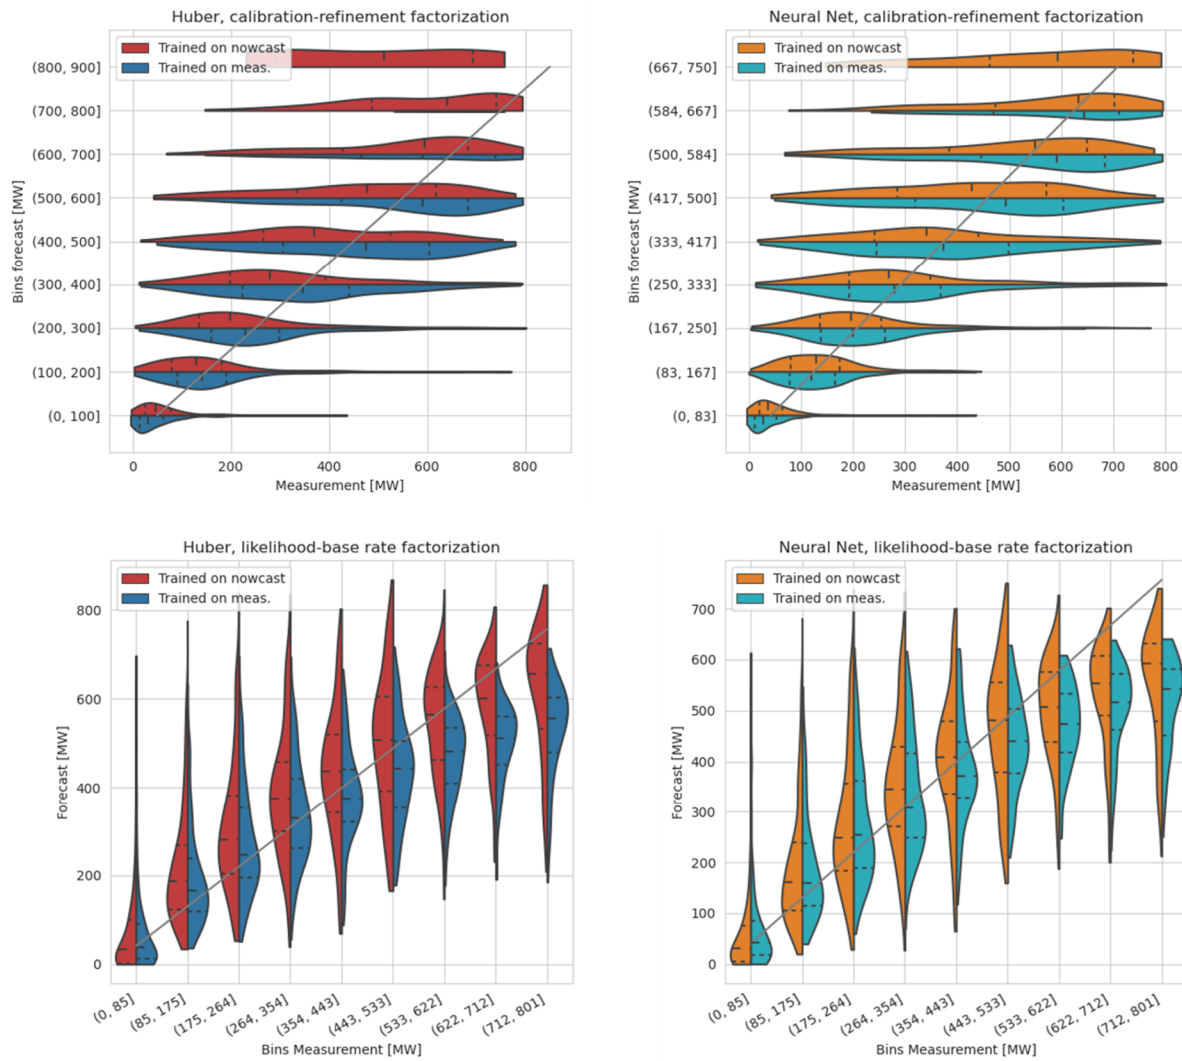 Huber, calibration-refinement factorization
Trained on nowcast
Trained on meas.
Bins forecast [MW]
(800, 900]
(700, 800]
(600, 700]
(500, 600]
(400, 500]
(300, 400]
(200, 300]
(100, 200]
(0, 100]
0 200 400 600 800
Measurement [MW]
Neural Net, calibration-refinement factorization
Trained on nowcast
Trained on meas.
Bins forecast [MW]
(667, 750]
(584, 667]
(500, 584]
(417, 500]
(333, 417]
(250, 333]
(167, 250]
(83, 167]
(0, 83]
0 100 200 300 400 500 600 700 800
Measurement [MW]
Huber, likelihood-base rate factorization
Trained on nowcast
Trained on meas.
Forecast [MW]
800
600
400
200
0
(0, 85] (85, 175] (175, 264] (264, 354] (354, 443] (443, 533] (533, 622] (622, 712] (712, 801]
Bins Measurement [MW]
Neural Net, likelihood-base rate factorization
Trained on nowcast
Trained on meas.
Forecast [MW]
700
600
500
400
300
200
100
0
(0, 85] (85, 175] (175, 264] (264, 354] (354, 443] (443, 533] (533, 622] (622, 712] (712, 801]
Bins Measurement [MW]